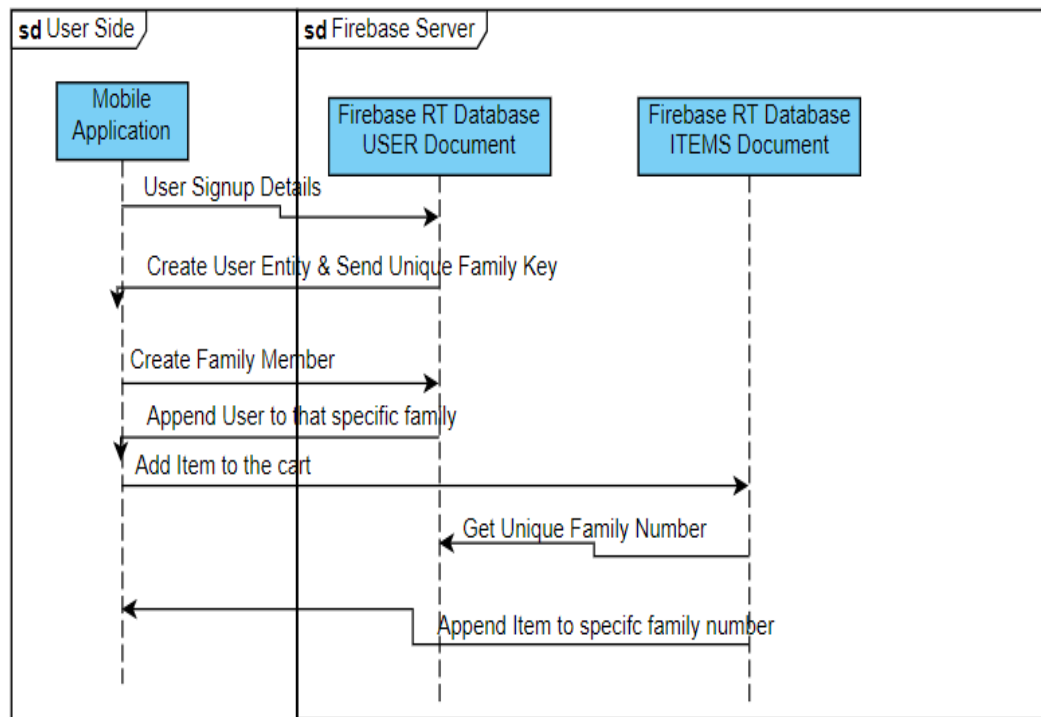 sd User Side
sd Firebase Server
Mobile
Application
Firebase RT Database
USER Document
Firebase RT Database
ITEMS Document
User Signup Details
Create User Entity & Send Unique Family Key
Create Family Member
Append User to that specific family
Add Item to the cart
Get Unique Family Number
Append Item to specifc family number